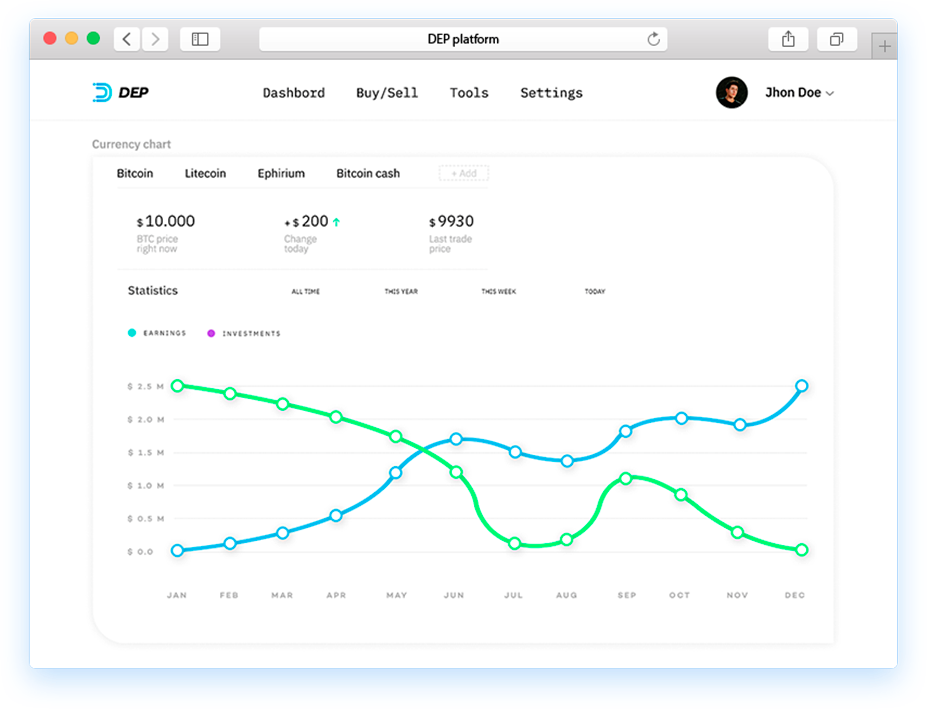 DEP platform
DEP
Dashbord Buy/Sell Tools Settings
Jhon Doe
Currency chart
Bitcoin Litecoin Ephirium Bitcoin cash + Add
$10.000 +$200 $9930
BTC price Change Last trade
right now today price
Statistics ALL TIME THIS YEAR THIS WEEK TODAY
EARNINGS INVESTMENTS
$ 2.5 M
$ 2.0 M
$ 1.5 M
$ 1.0 M
$ 0.5 M
$ 0.0
JAN FEB MAR APR MAY JUN JUL AUG SEP OCT NOV DEC